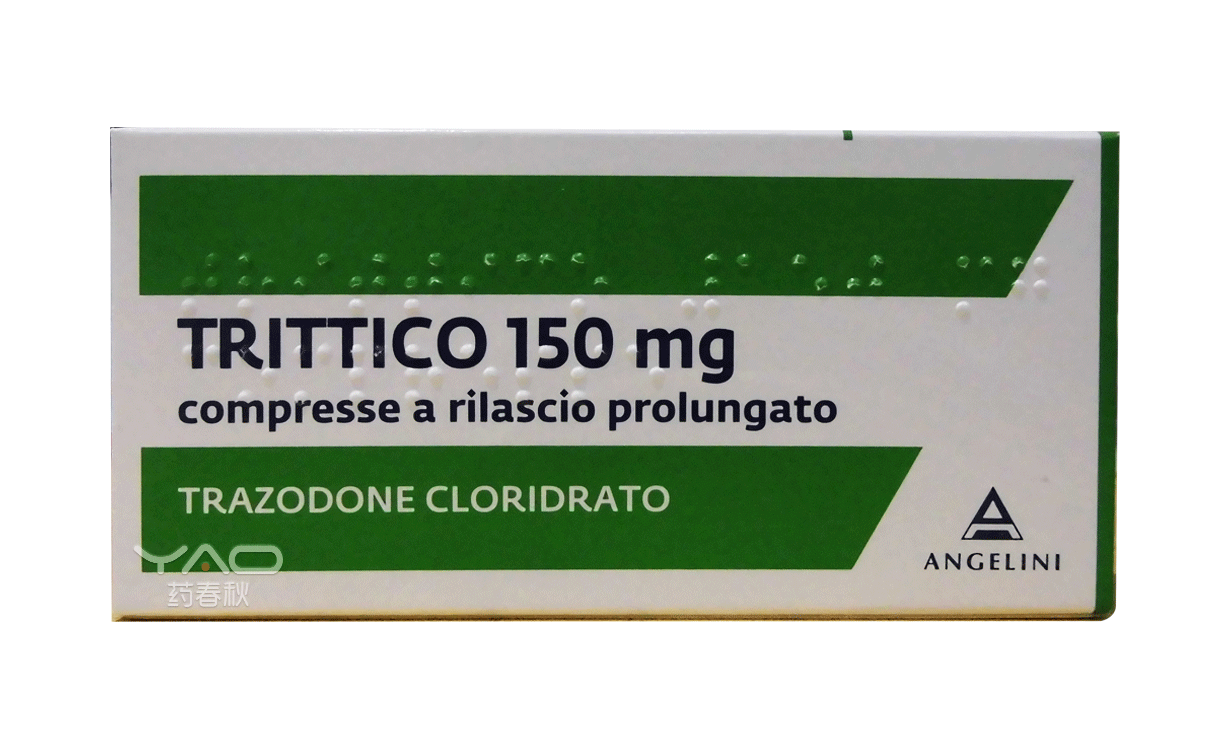 TRITTICO 150 mg
compresse a rilascio prolungato
TRAZODONE CLORIDRATO
ANGELINI
YAO
药春秋